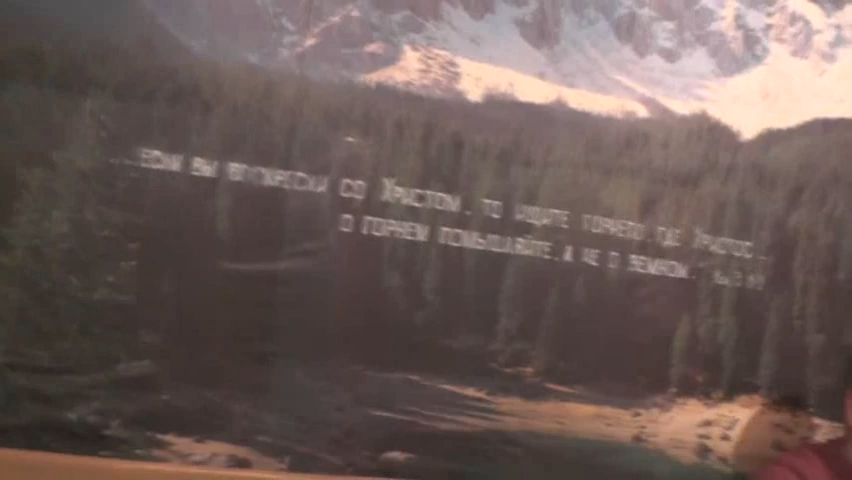 ...если вы воскресли со Христом, то ищите горнего где Христос...
о горнем помышляйте, а не о земном.